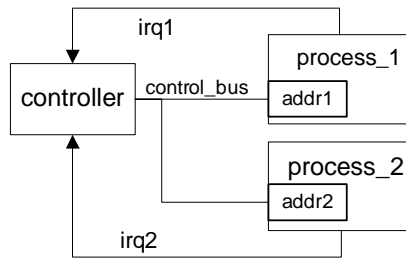 irq1
process_1
control_bus
controller
addr1
process_2
addr2
irq2